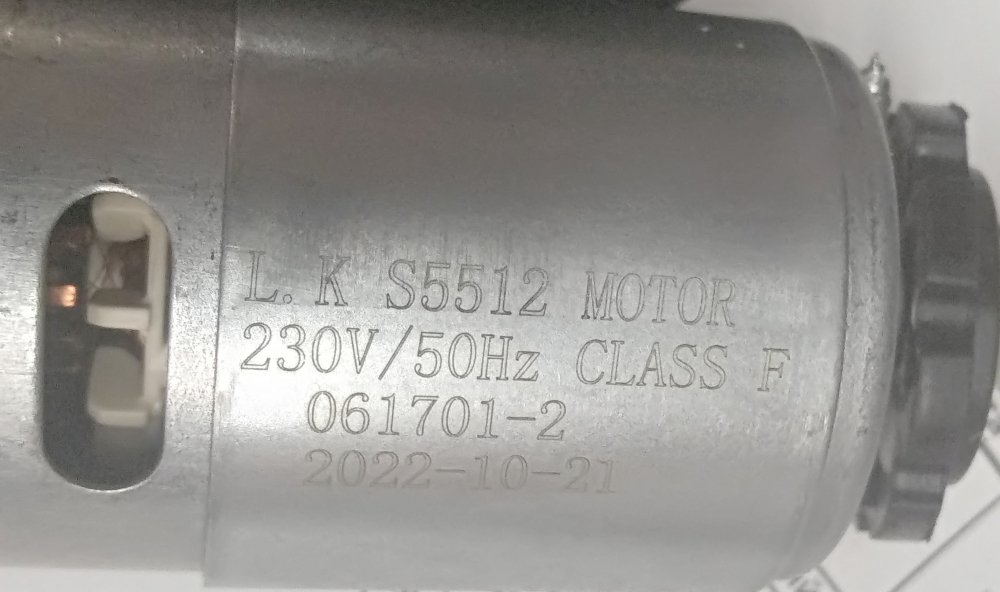 L. K S5512 MOTOR
230V/50Hz CLASS F
061701-2
2022-10-21